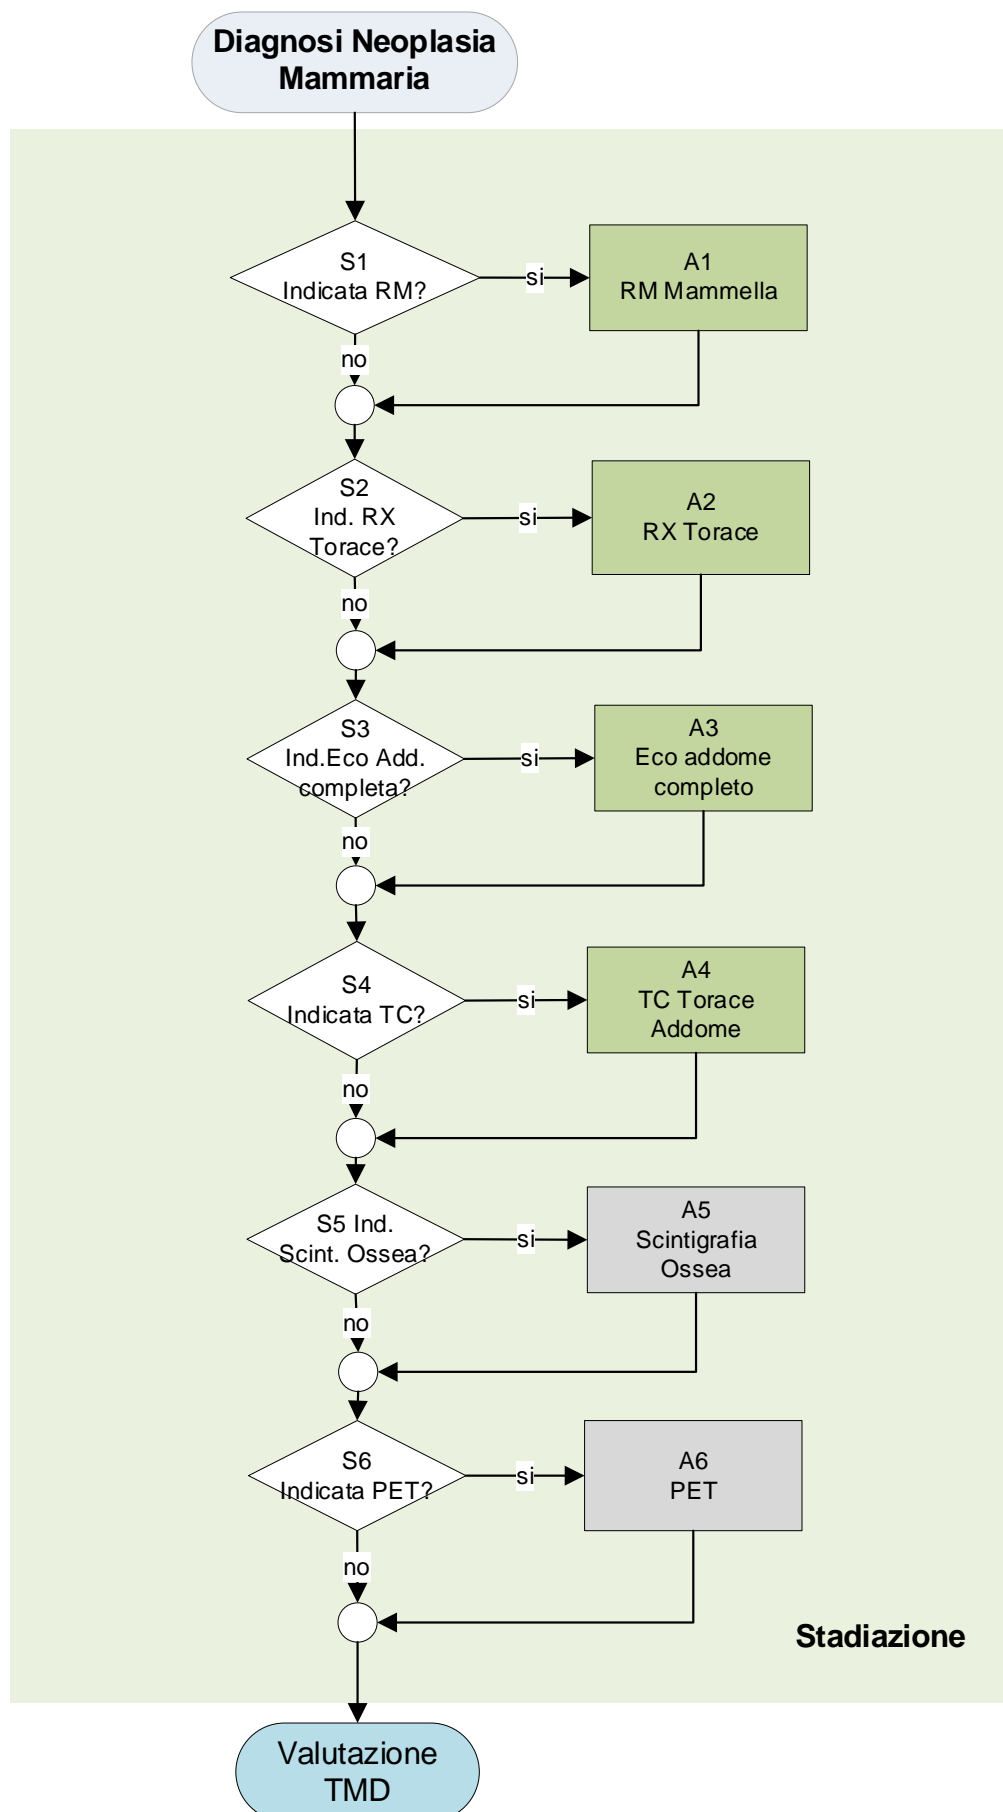 Diagnosi Neoplasia
Mammaria
S1
Indicata RM?
si
A1
RM Mammella
no
S2
Ind. RX
Torace?
si
A2
RX Torace
no
S3
Ind.Eco Add.
completa?
si
A3
Eco addome
completo
no
S4
Indicata TC?
si
A4
TC Torace
Addome
no
S5 Ind.
Scint. Ossea?
si
A5
Scintigrafia
Ossea
no
S6
Indicata PET?
si
A6
PET
no
Stadiazione
Valutazione
TMD